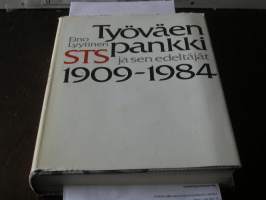 Eino
Lyytinen
Työväen
pankki
STS
ja sen edeltäjät
1909-1984